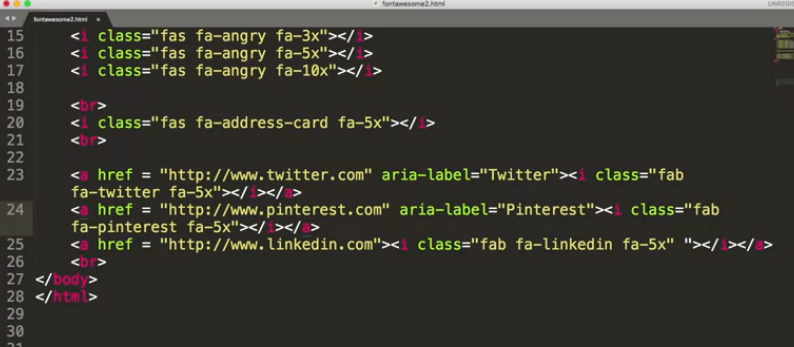 fontawesome2.html
UNREGIS
fontawesome2.html
15 <i class="fas fa-angry fa-3x"></i>
16 <i class="fas fa-angry fa-5x"></i>
17 <i class="fas fa-angry fa-10x"></i>
18
19 <br>
20 <i class="fas fa-address-card fa-5x"></i>
21 <br>
22
23 <a href = "http://www.twitter.com" aria-label="Twitter"><i class="fab
fa-twitter fa-5x"></i></a>
24 <a href = "http://www.pinterest.com" aria-label="Pinterest"><i class="fab
fa-pinterest fa-5x"></i></a>
25 <a href = "http://www.linkedin.com"><i class="fab fa-linkedin fa-5x" "></i></a>
26 <br>
27 </body>
28 </html>
29
30
31